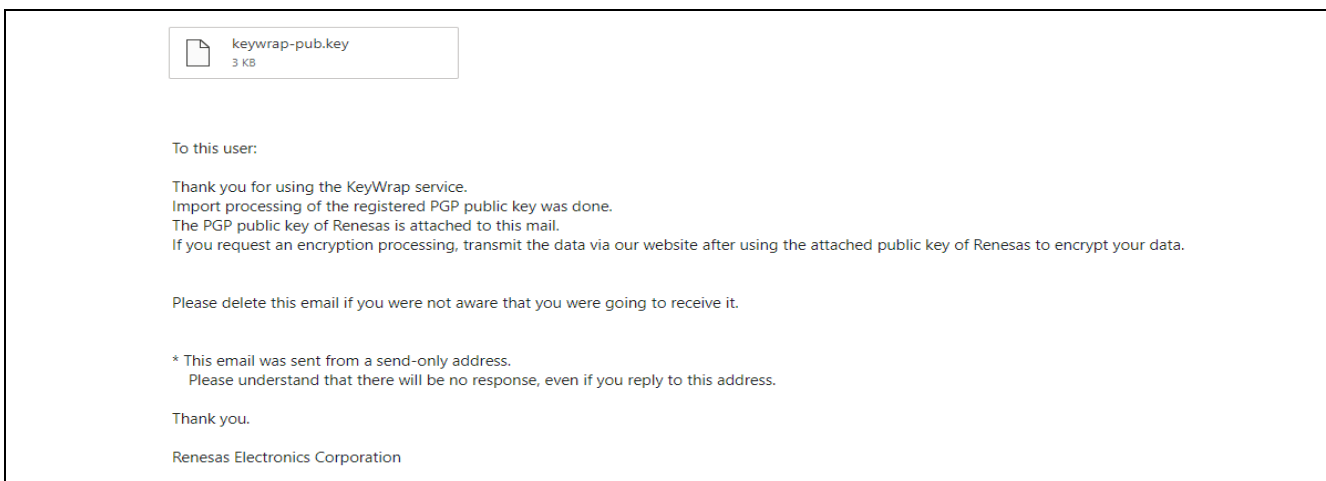 keywrap-pub.key
3 KB
To this user:
Thank you for using the KeyWrap service.
Import processing of the registered PGP public key was done.
The PGP public key of Renesas is attached to this mail.
If you request an encryption processing, transmit the data via our website after using the attached public key of Renesas to encrypt your data.
Please delete this email if you were not aware that you were going to receive it.
* This email was sent from a send-only address.
Please understand that there will be no response, even if you reply to this address.
Thank you.
Renesas Electronics Corporation